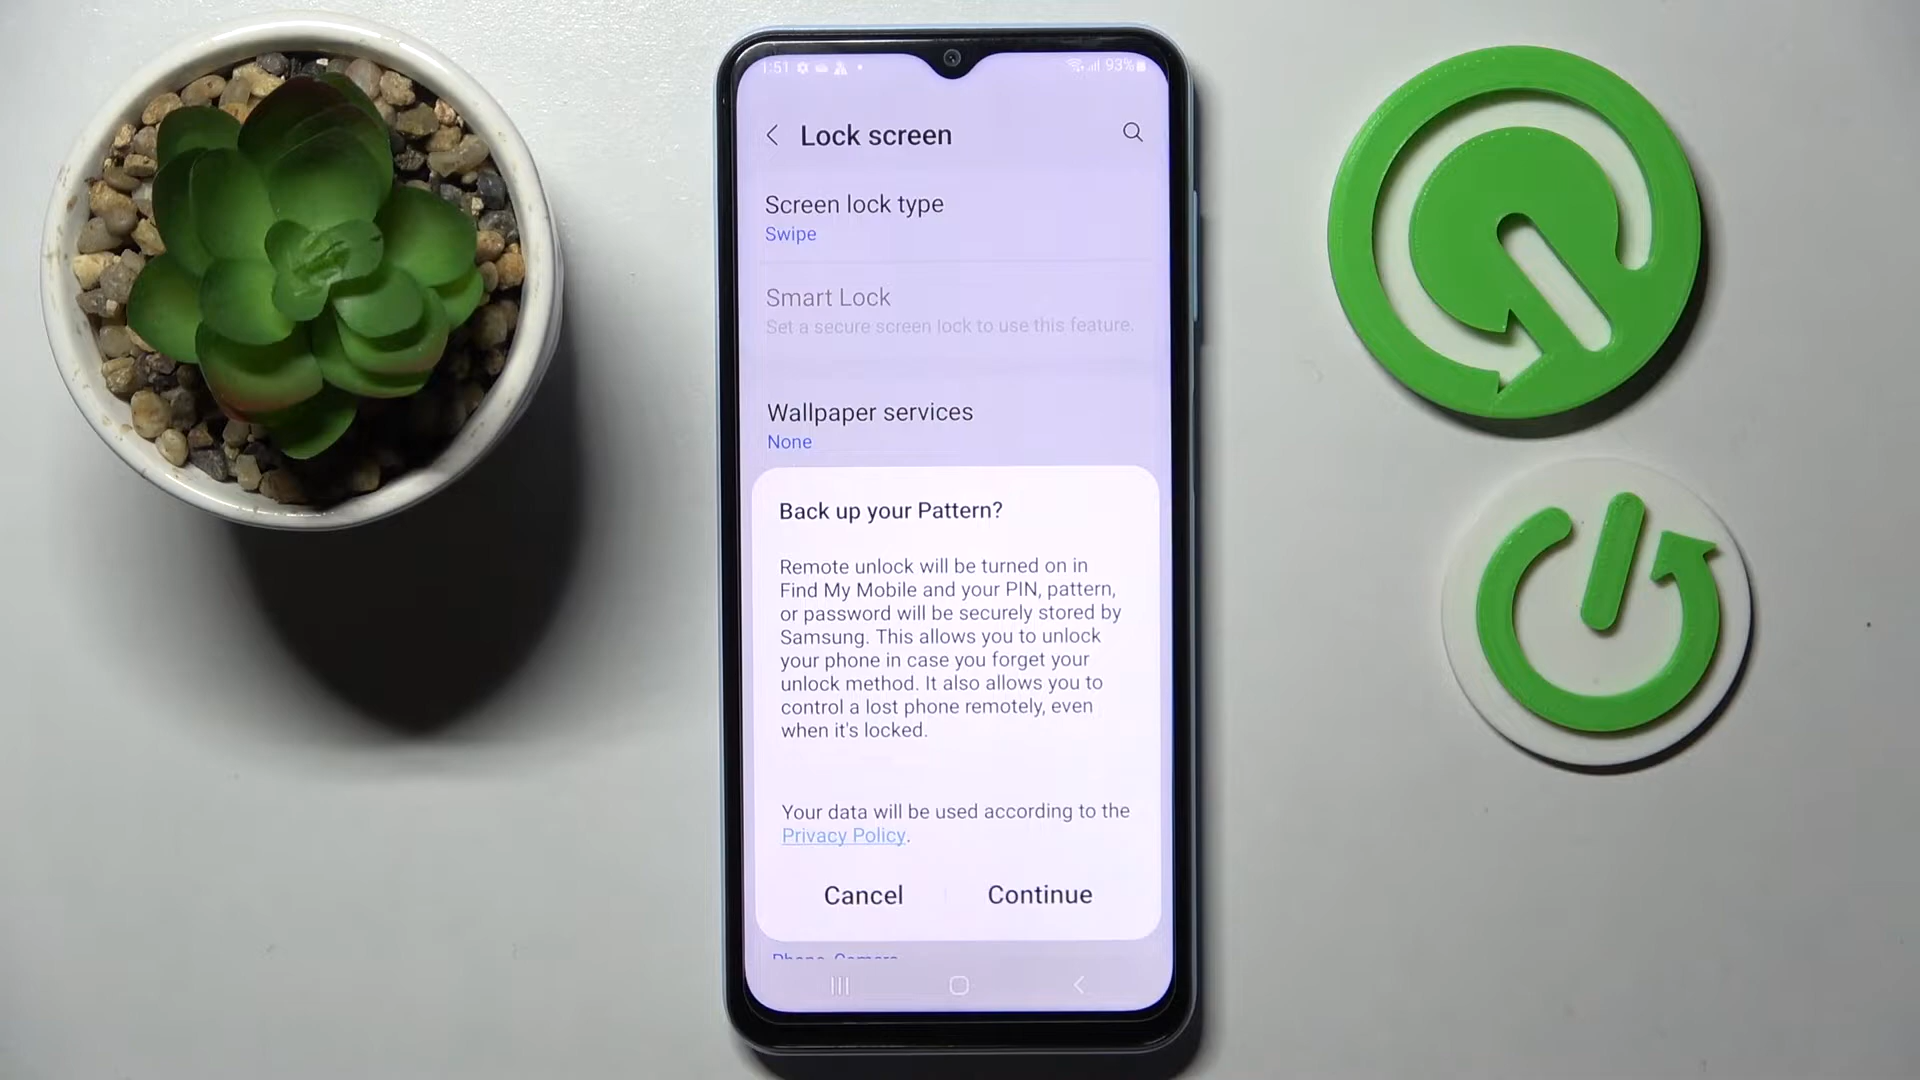 1:51 93%
Lock screen
Screen lock type
Swipe
Smart Lock
Set a secure screen lock to use this feature.
Wallpaper services
None
Back up your Pattern?
Remote unlock will be turned on in
Find My Mobile and your PIN, pattern,
or password will be securely stored by
Samsung. This allows you to unlock
your phone in case you forget your
unlock method. It also allows you to
control a lost phone remotely, even
when it's locked.
Your data will be used according to the
Privacy Policy.
Cancel Continue
Phone, Camera